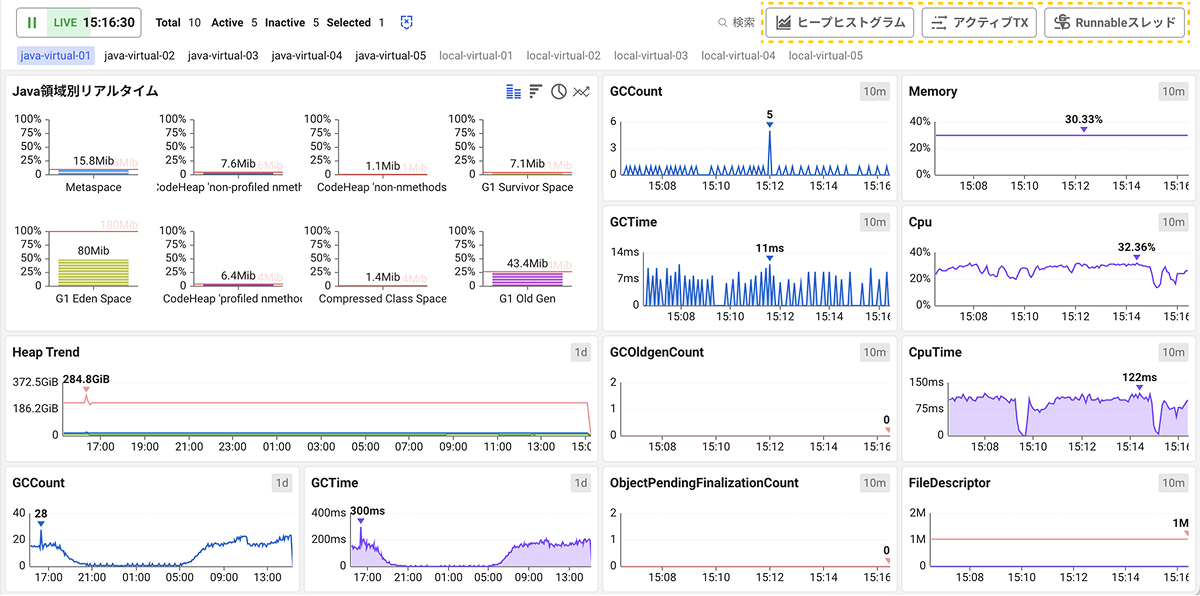 LIVE 15:16:30 Total 10 Active 5 Inactive 5 Selected 1 検索 ヒープヒストグラム アクティブTX Runnableスレッド
java-virtual-01 java-virtual-02 java-virtual-03 java-virtual-04 java-virtual-05 local-virtual-01 local-virtual-02 local-virtual-03 local-virtual-04 local-virtual-05
Java領域別リアルタイム
100% 75% 50% 25% 0
15.8Mib
Metaspace
100% 75% 50% 25% 0
7.6Mib
CodeHeap 'non-profiled nmeth
100% 75% 50% 25% 0
1.1Mib
CodeHeap 'non-nmethods
100% 75% 50% 25% 0
7.1Mib
G1 Survivor Space
100% 75% 50% 25% 0
180Mib
80Mib
G1 Eden Space
100% 75% 50% 25% 0
6.4Mib
CodeHeap 'profiled nmethod
100% 75% 50% 25% 0
1.4Mib
Compressed Class Space
100% 75% 50% 25% 0
43.4Mib
G1 Old Gen
GCCount 10m
6 3 0
5
15:08 15:10 15:12 15:14 15:16
Memory 10m
40% 20% 0%
30.33%
15:08 15:10 15:12 15:14 15:16
GCTime 10m
14ms 7ms 0
11ms
15:08 15:10 15:12 15:14 15:16
Cpu 10m
40% 20% 0%
32.36%
15:08 15:10 15:12 15:14 15:16
Heap Trend 1d
372.5GiB 186.2GiB 0
284.8GiB
17:00 19:00 21:00 23:00 01:00 03:00 05:00 07:00 09:00 11:00 13:00 15:0
GCOldgenCount 10m
2 1 0
0
15:08 15:10 15:12 15:14 15:16
CpuTime 10m
150ms 75ms 0
122ms
15:08 15:10 15:12 15:14 15:16
GCCount 1d
40 20 0
28
17:00 21:00 01:00 05:00 09:00 13:00
GCTime 1d
400ms 200ms 0
300ms
17:00 21:00 01:00 05:00 09:00 13:00
ObjectPendingFinalizationCount 10m
2 1 0
0
15:08 15:10 15:12 15:14 15:16
FileDescriptor 10m
2M 1M 0
1M
15:08 15:10 15:12 15:14 15:16